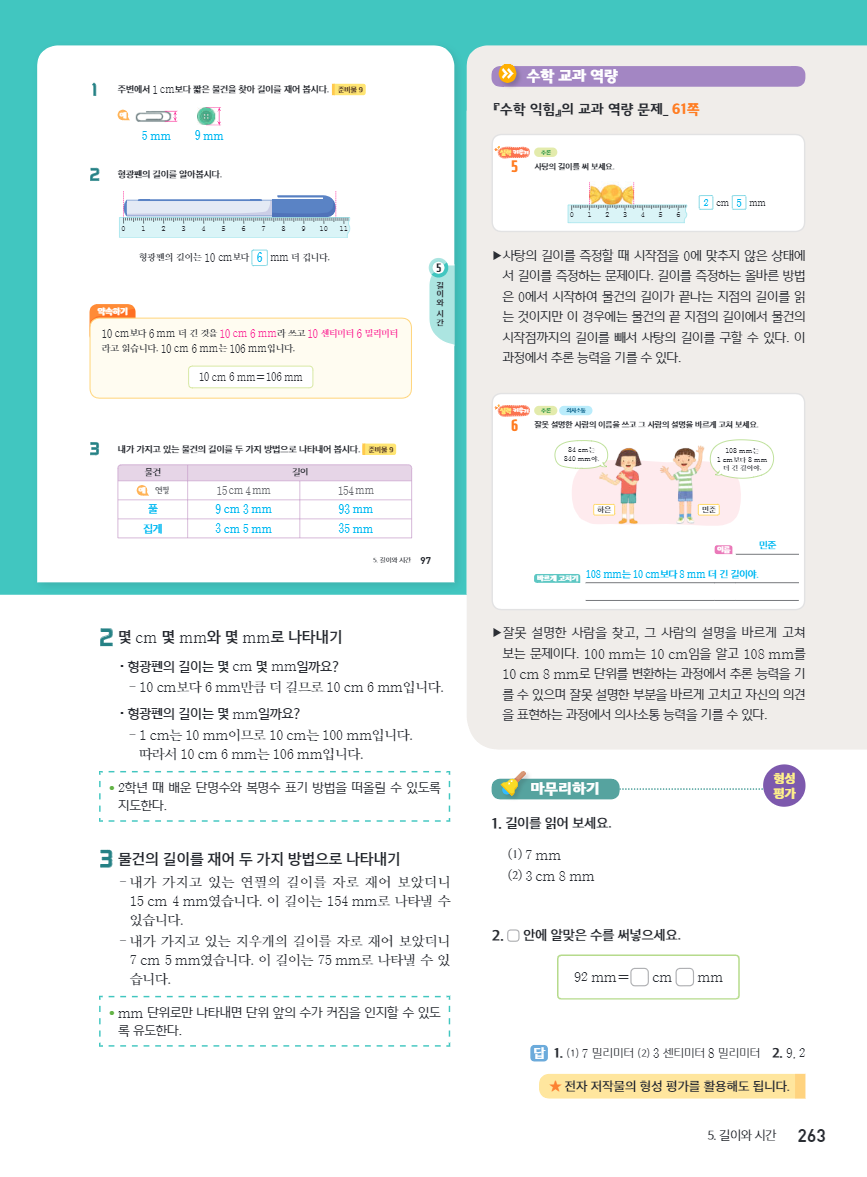 1 주변에서 1 cm보다 짧은 물건을 찾아 길이를 재어 봅시다. 준비물 9
5 mm 9 mm
2 형광펜의 길이를 알아봅시다.
0 1 2 3 4 5 6 7 8 9 10 11
형광펜의 길이는 10 cm보다 6 mm 더 깁니다.
5 길이와 시간
약속하기
10 cm보다 6 mm 더 긴 것을 10 cm 6 mm라 쓰고 10 센티미터 6 밀리미터
라고 읽습니다. 10 cm 6 mm는 106 mm입니다.
10 cm 6 mm=106 mm
3 내가 가지고 있는 물건의 길이를 두 가지 방법으로 나타내어 봅시다. 준비물 9
물건 길이
연필 15 cm 4 mm 154 mm
풀 9 cm 3 mm 93 mm
집게 3 cm 5 mm 35 mm
5. 길이와 시간 97
2 몇 cm 몇 mm와 몇 mm로 나타내기
· 형광펜의 길이는 몇 cm 몇 mm일까요?
- 10 cm보다 6 mm만큼 더 길므로 10 cm 6 mm입니다.
· 형광펜의 길이는 몇 mm일까요?
- 1 cm는 10 mm이므로 10 cm는 100 mm입니다.
따라서 10 cm 6 mm는 106 mm입니다.
• 2학년 때 배운 단명수와 복명수 표기 방법을 떠올릴 수 있도록
지도한다.
3 물건의 길이를 재어 두 가지 방법으로 나타내기
- 내가 가지고 있는 연필의 길이를 자로 재어 보았더니
15 cm 4 mm였습니다. 이 길이는 154 mm로 나타낼 수
있습니다.
- 내가 가지고 있는 지우개의 길이를 자로 재어 보았더니
7 cm 5 mm였습니다. 이 길이는 75 mm로 나타낼 수 있
습니다.
• mm 단위로만 나타내면 단위 앞의 수가 커짐을 인지할 수 있도
록 유도한다.
수학 교과 역량
『수학 익힘』의 교과 역량 문제_ 61쪽
실력 키우기 추론
5 사탕의 길이를 써 보세요.
0 1 2 3 4 5 6
2 cm 5 mm
▶사탕의 길이를 측정할 때 시작점을 0에 맞추지 않은 상태에
서 길이를 측정하는 문제이다. 길이를 측정하는 올바른 방법
은 0에서 시작하여 물건의 길이가 끝나는 지점의 길이를 읽
는 것이지만 이 경우에는 물건의 끝 지점의 길이에서 물건의
시작점까지의 길이를 빼서 사탕의 길이를 구할 수 있다. 이
과정에서 추론 능력을 기를 수 있다.
실력 키우기 추론 의사소통
6 잘못 설명한 사람의 이름을 쓰고 그 사람의 설명을 바르게 고쳐 보세요.
84 cm는
840 mm야.
108 mm는
1 cm보다 8 mm
더 긴 길이야.
하은 민준
이름 민준
바르게 고치기 108 mm는 10 cm보다 8 mm 더 긴 길이야.
▶잘못 설명한 사람을 찾고, 그 사람의 설명을 바르게 고쳐
보는 문제이다. 100 mm는 10 cm임을 알고 108 mm를
10 cm 8 mm로 단위를 변환하는 과정에서 추론 능력을 기
를 수 있으며 잘못 설명한 부분을 바르게 고치고 자신의 의견
을 표현하는 과정에서 의사소통 능력을 기를 수 있다.
마무리하기 형성 평가
1. 길이를 읽어 보세요.
(1) 7 mm
(2) 3 cm 8 mm
2. □ 안에 알맞은 수를 써넣으세요.
92 mm=□ cm □ mm
답 1. (1) 7 밀리미터 (2) 3 센티미터 8 밀리미터 2. 9, 2
★ 전자 저작물의 형성 평가를 활용해도 됩니다.
5. 길이와 시간 263